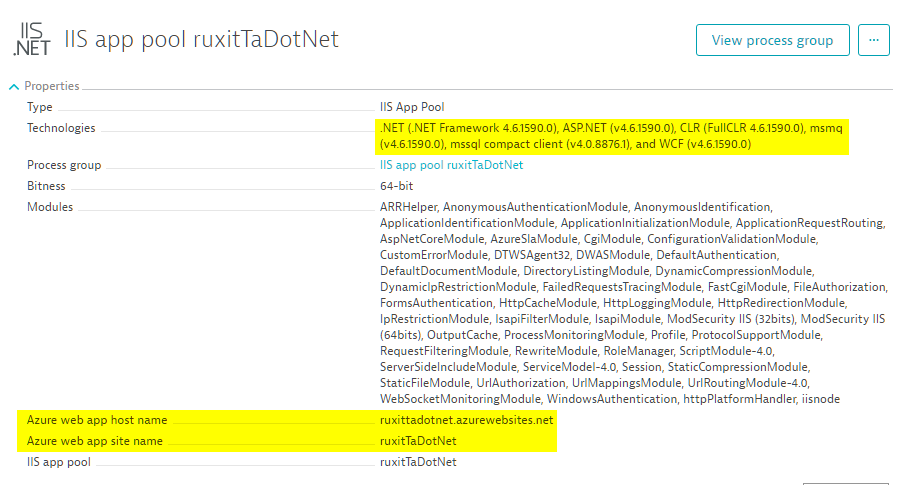 IIS
.NET
IIS app pool ruxitTaDotNet
View process group
...
Properties
Type IIS App Pool
Technologies .NET (.NET Framework 4.6.1590.0), ASP.NET (v4.6.1590.0), CLR (FullCLR 4.6.1590.0), msmq
(v4.6.1590.0), mssql compact client (v4.0.8876.1), and WCF (v4.6.1590.0)
Process group IIS app pool ruxitTaDotNet
Bitness 64-bit
Modules ARRHelper, AnonymousAuthenticationModule, AnonymousIdentification,
ApplicationIdentificationModule, ApplicationInitializationModule, ApplicationRequestRouting,
AspNetCoreModule, AzureSlaModule, CgiModule, ConfigurationValidationModule,
CustomErrorModule, DTWSAgent32, DWASModule, DefaultAuthentication,
DefaultDocumentModule, DirectoryListingModule, DynamicCompressionModule,
DynamicIpRestrictionModule, FailedRequestsTracingModule, FastCgiModule, FileAuthorization,
FormsAuthentication, HttpCacheModule, HttpLoggingModule, HttpRedirectionModule,
IpRestrictionModule, IsapiFilterModule, IsapiModule, ModSecurity IIS (32bits), ModSecurity IIS
(64bits), OutputCache, ProcessMonitoringModule, Profile, ProtocolSupportModule,
RequestFilteringModule, RewriteModule, RoleManager, ScriptModule-4.0,
ServerSideIncludeModule, ServiceModel-4.0, Session, StaticCompressionModule,
StaticFileModule, UrlAuthorization, UrlMappingsModule, UrlRoutingModule-4.0,
WebSocketMonitoringModule, WindowsAuthentication, httpPlatformHandler, iisnode
Azure web app host name ruxittadotnet.azurewebsites.net
Azure web app site name ruxitTaDotNet
IIS app pool ruxitTaDotNet